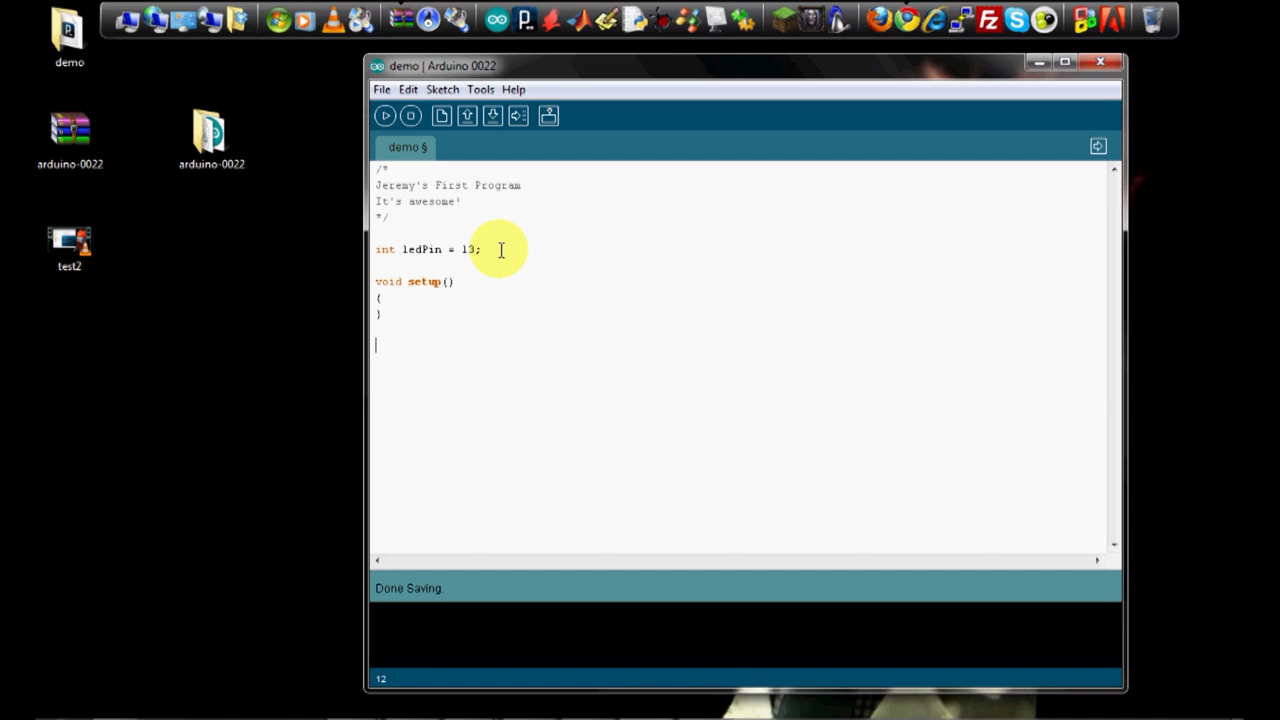 demo
arduino-0022
arduino-0022
test2
demo | Arduino 0022
File Edit Sketch Tools Help
demo §
/*
Jeremy's First Program
It's awesome!
*/
int ledPin = 13;
void setup()
{
}
Done Saving.
12